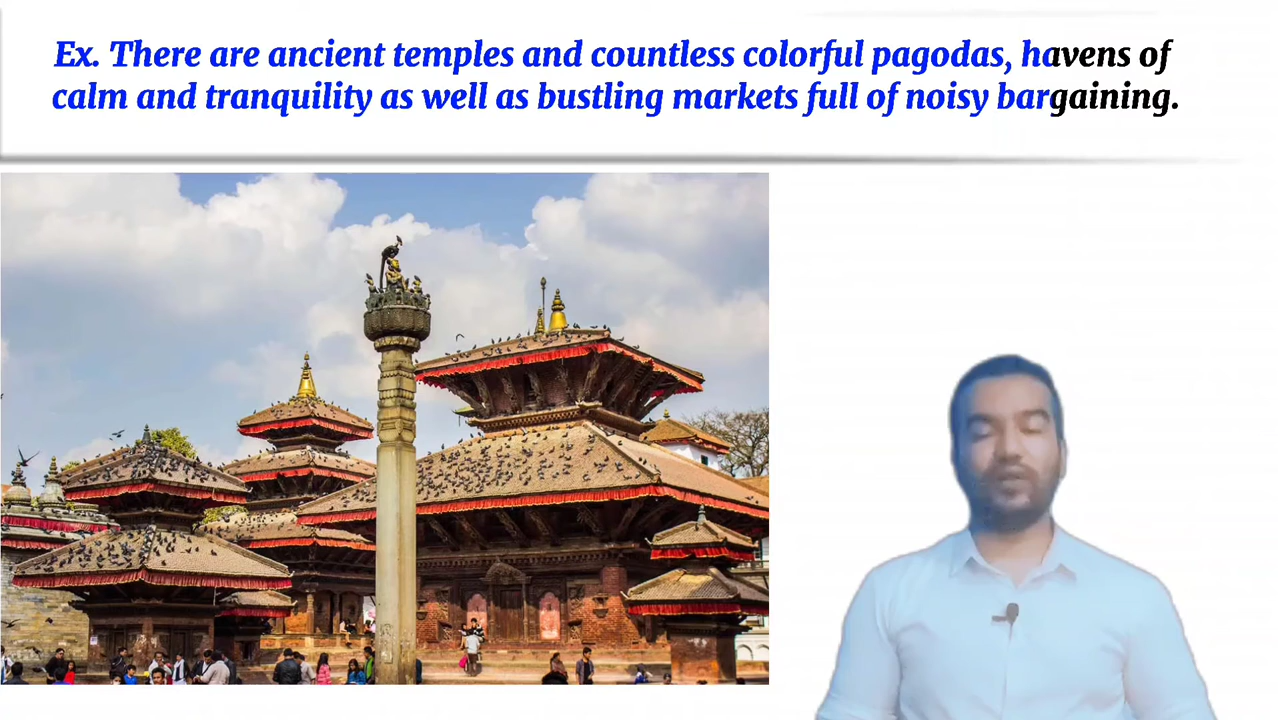 Ex. There are ancient temples and countless colorful pagodas, havens of
calm and tranquility as well as bustling markets full of noisy bargaining.